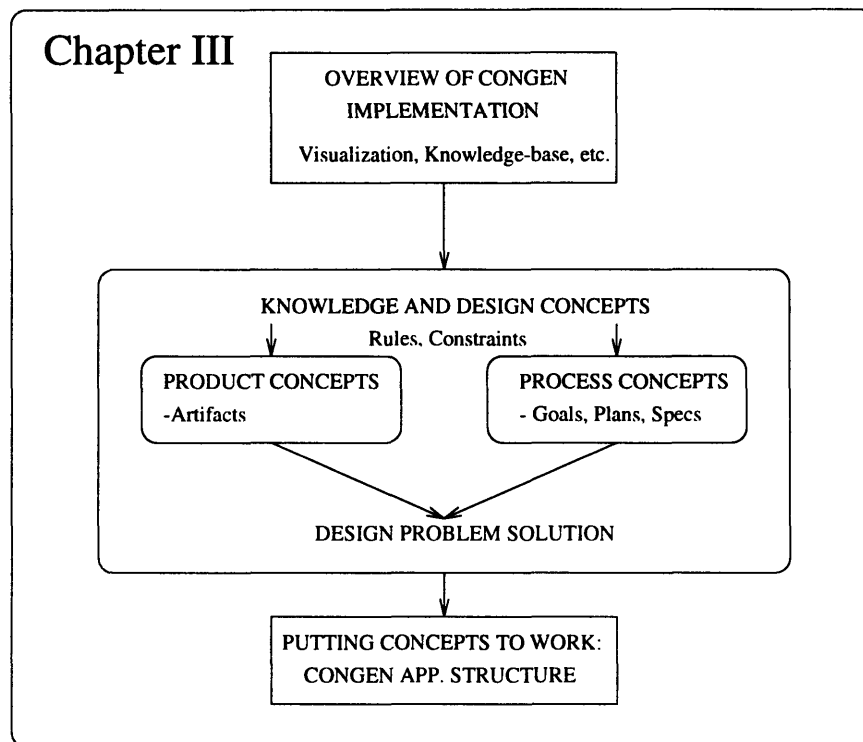 Chapter III
OVERVIEW OF CONGEN
IMPLEMENTATION
Visualization, Knowledge-base, etc.
KNOWLEDGE AND DESIGN CONCEPTS
Rules, Constraints
PRODUCT CONCEPTS
-Artifacts
PROCESS CONCEPTS
- Goals, Plans, Specs
DESIGN PROBLEM SOLUTION
PUTTING CONCEPTS TO WORK:
CONGEN APP. STRUCTURE